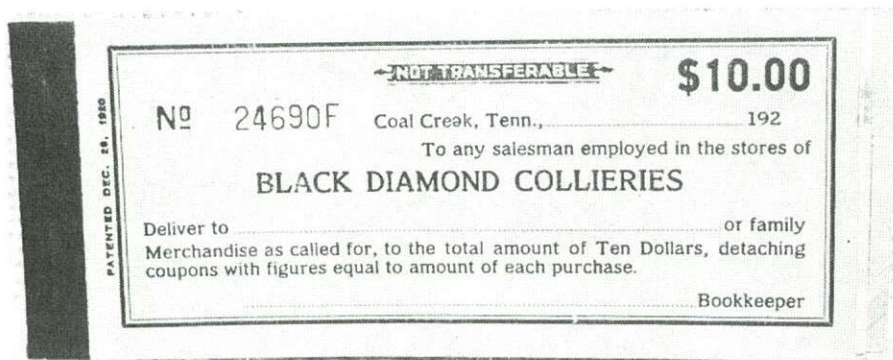 NOT TRANSFERABLE
$10.00
Nº 24690F
Coal Creek, Tenn., 192
To any salesman employed in the stores of
BLACK DIAMOND COLLIERIES
Deliver to or family
Merchandise as called for, to the total amount of Ten Dollars, detaching
coupons with figures equal to amount of each purchase.
Bookkeeper
PATENTED DEC. 28, 1920